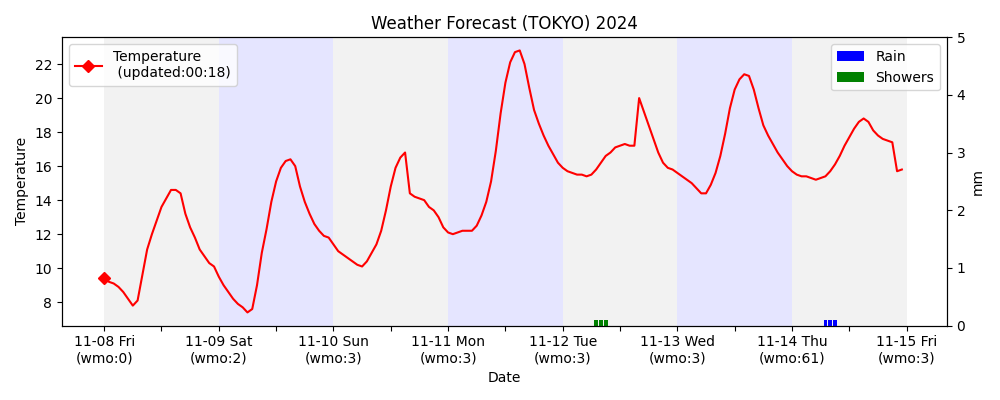 Weather Forecast (TOKYO) 2024
Temperature
(updated:00:18)
Rain
Showers
Temperature
22
20
18
16
14
12
10
8
5
4
3
2
1
0
mm
11-08 Fri
(wmo:0)
11-09 Sat
(wmo:2)
11-10 Sun
(wmo:3)
11-11 Mon
(wmo:3)
11-12 Tue
(wmo:3)
11-13 Wed
(wmo:3)
11-14 Thu
(wmo:61)
11-15 Fri
(wmo:3)
Date